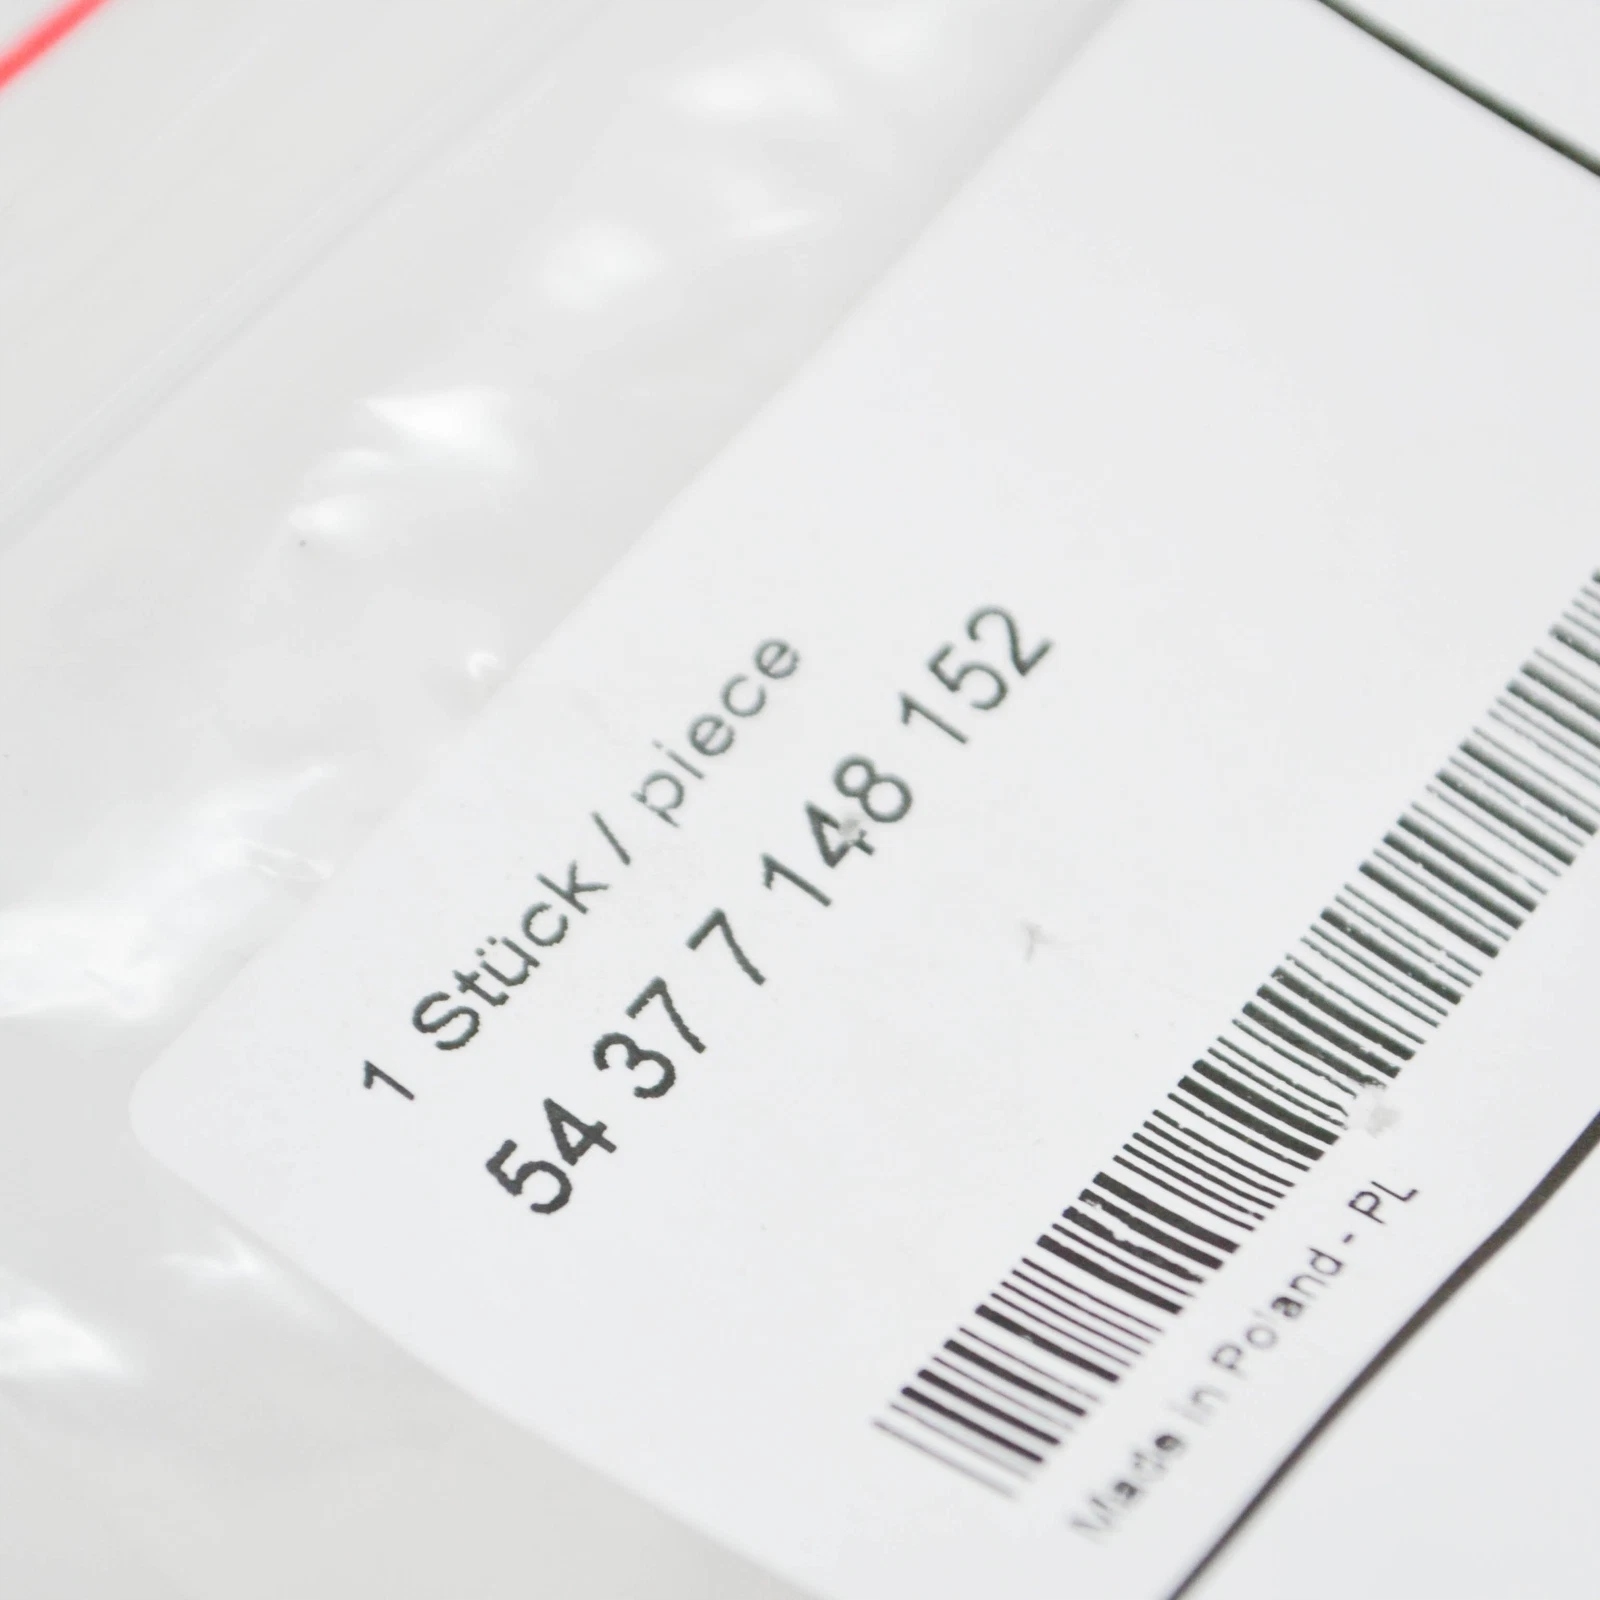 1 Stück / piece
54 37 7 148 152
Made in Poland - PL